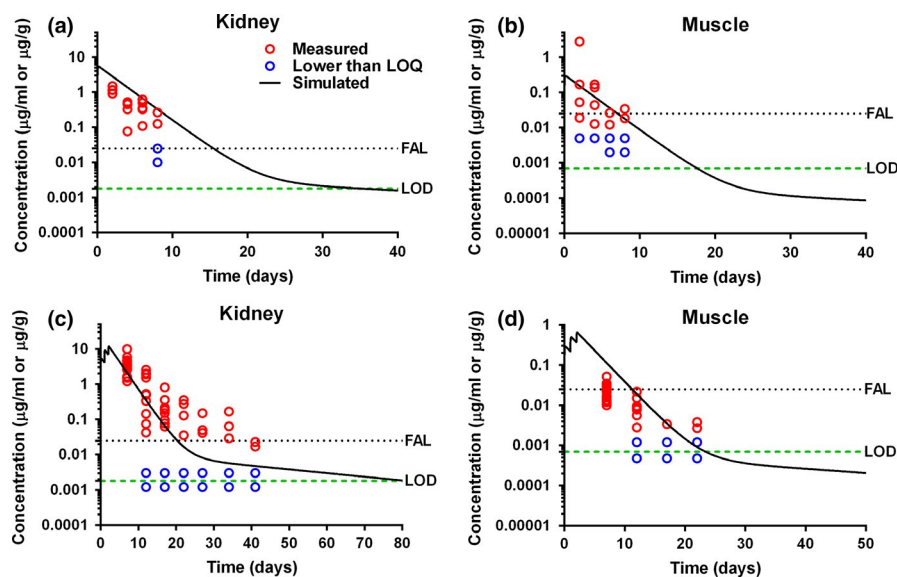 (a)
Kidney
Concentration (µg/ml or µg/g)
10
1
0.1
0.01
0.001
0.0001
Measured
Lower than LOQ
Simulated
FAL
LOD
0
10
20
30
40
Time (days)
(b)
Muscle
Concentration (µg/ml or µg/g)
1
0.1
0.01
0.001
0.0001
0.00001
FAL
LOD
0
10
20
30
40
Time (days)
(c)
Kidney
Concentration (µg/ml or µg/g)
10
1
0.1
0.01
0.001
0.0001
FAL
LOD
0
10
20
30
40
50
60
70
80
Time (days)
(d)
Muscle
Concentration (µg/ml or µg/g)
1
0.1
0.01
0.001
0.0001
0.00001
FAL
LOD
0
10
20
30
40
50
Time (days)